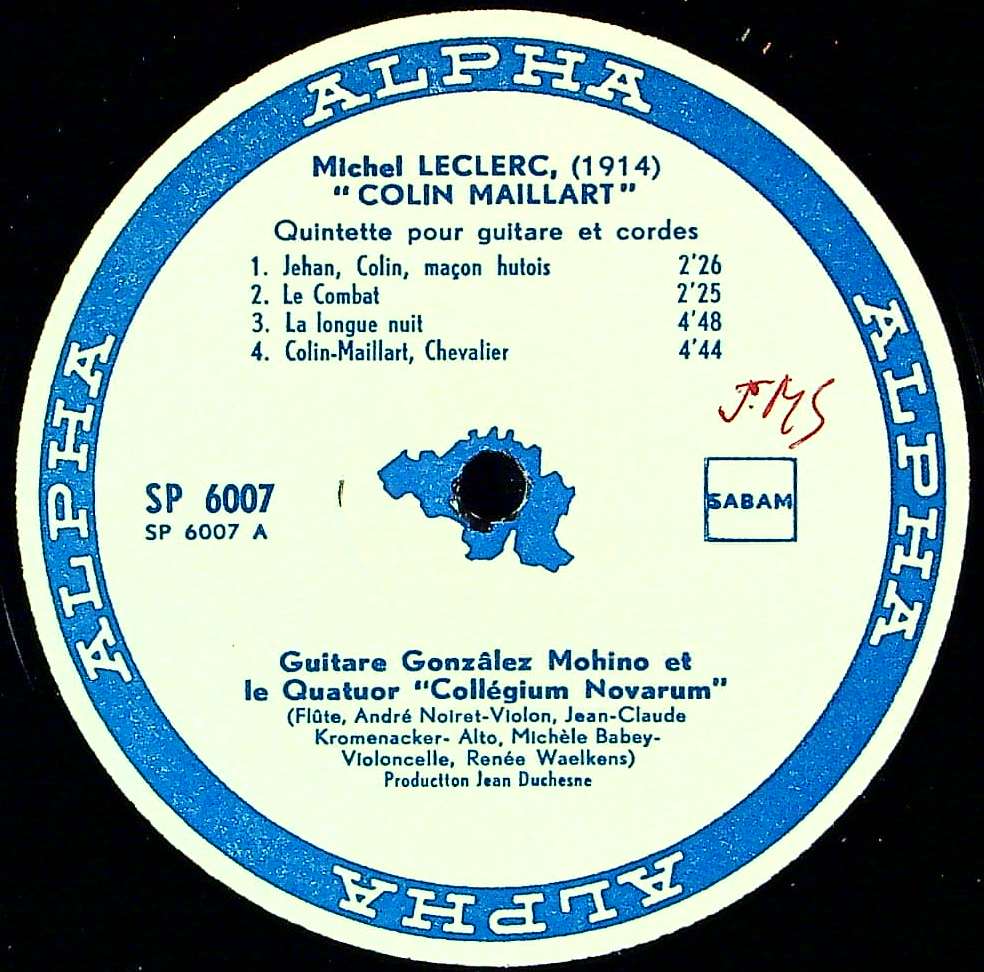 ALPHA
Michel LECLERC, (1914)
"COLIN MAILLART"
Quintette pour guitare et cordes
1. Jehan, Colin, maçon hutois 2'26
2. Le Combat 2'25
3. La longue nuit 4'48
4. Colin-Maillart, Chevalier 4'44
ALPHA
ALPHA
SP 6007
SP 6007 A
SABAM
Guitare Gonzâlez Mohino et
le Quatuor "Collégium Novarum"
(Flûte, André Noiret-Violon, Jean-Claude
Kromenacker- Alto, Michèle Babey-
Violoncelle, Renée Waelkens)
Productton Jean Duchesne
ALPHA